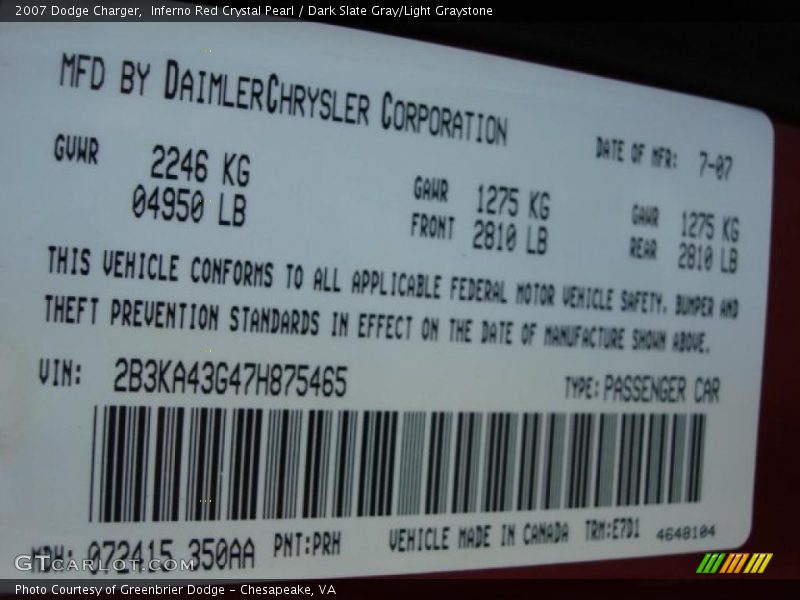 2007 Dodge Charger,  Inferno Red Crystal Pearl / Dark Slate Gray/Light Graystone
MFD BY DAIMLERCHRYSLER CORPORATION
DATE OF MFR: 7-07
GVWR 2246 KG
04950 LB
GAWR 1275 KG
FRONT 2810 LB
GAWR 1275 KG
REAR 2810 LB
THIS VEHICLE CONFORMS TO ALL APPLICABLE FEDERAL MOTOR VEHICLE SAFETY, BUMPER AND
THEFT PREVENTION STANDARDS IN EFFECT ON THE DATE OF MANUFACTURE SHOWN ABOVE.
VIN: 2B3KA43G47H875465
TYPE: PASSENGER CAR
MDH: 072415 350AA PNT:PRH VEHICLE MADE IN CANADA TRM:E7D1 4648104
GTcarlot.com
Photo Courtesy of Greenbrier Dodge - Chesapeake, VA